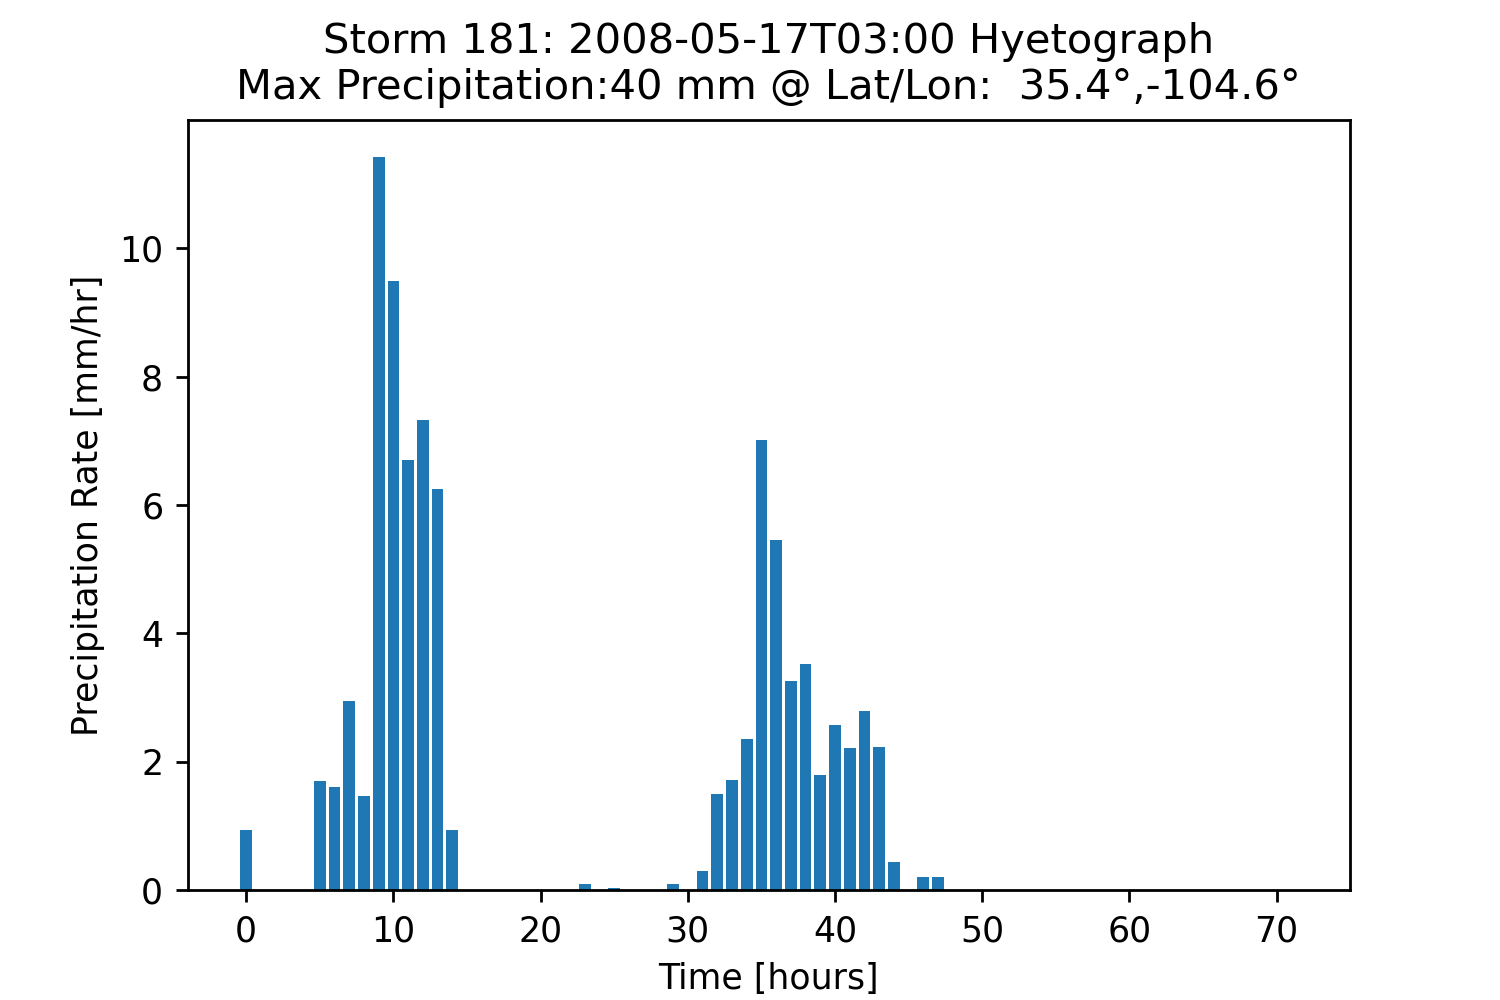 Storm 181: 2008-05-17T03:00 Hyetograph
Max Precipitation:40 mm @ Lat/Lon:  35.4°,-104.6°
Precipitation Rate [mm/hr]
10
8
6
4
2
0
0 10 20 30 40 50 60 70
Time [hours]